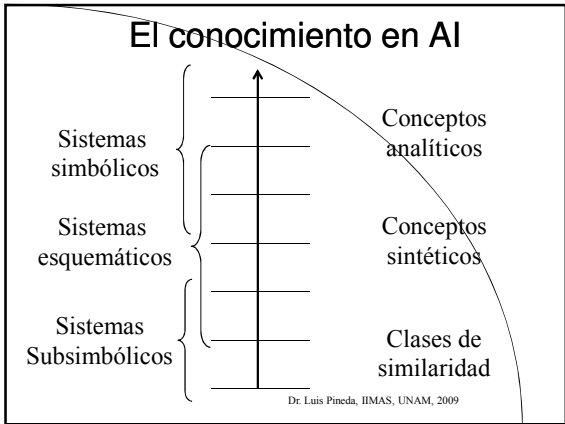 El conocimiento en AI
Sistemas
simbólicos
Conceptos
analíticos
Sistemas
esquemáticos
Conceptos
sintéticos
Sistemas
Subsimbólicos
Clases de
similaridad
Dr. Luis Pineda, IIMAS, UNAM, 2009